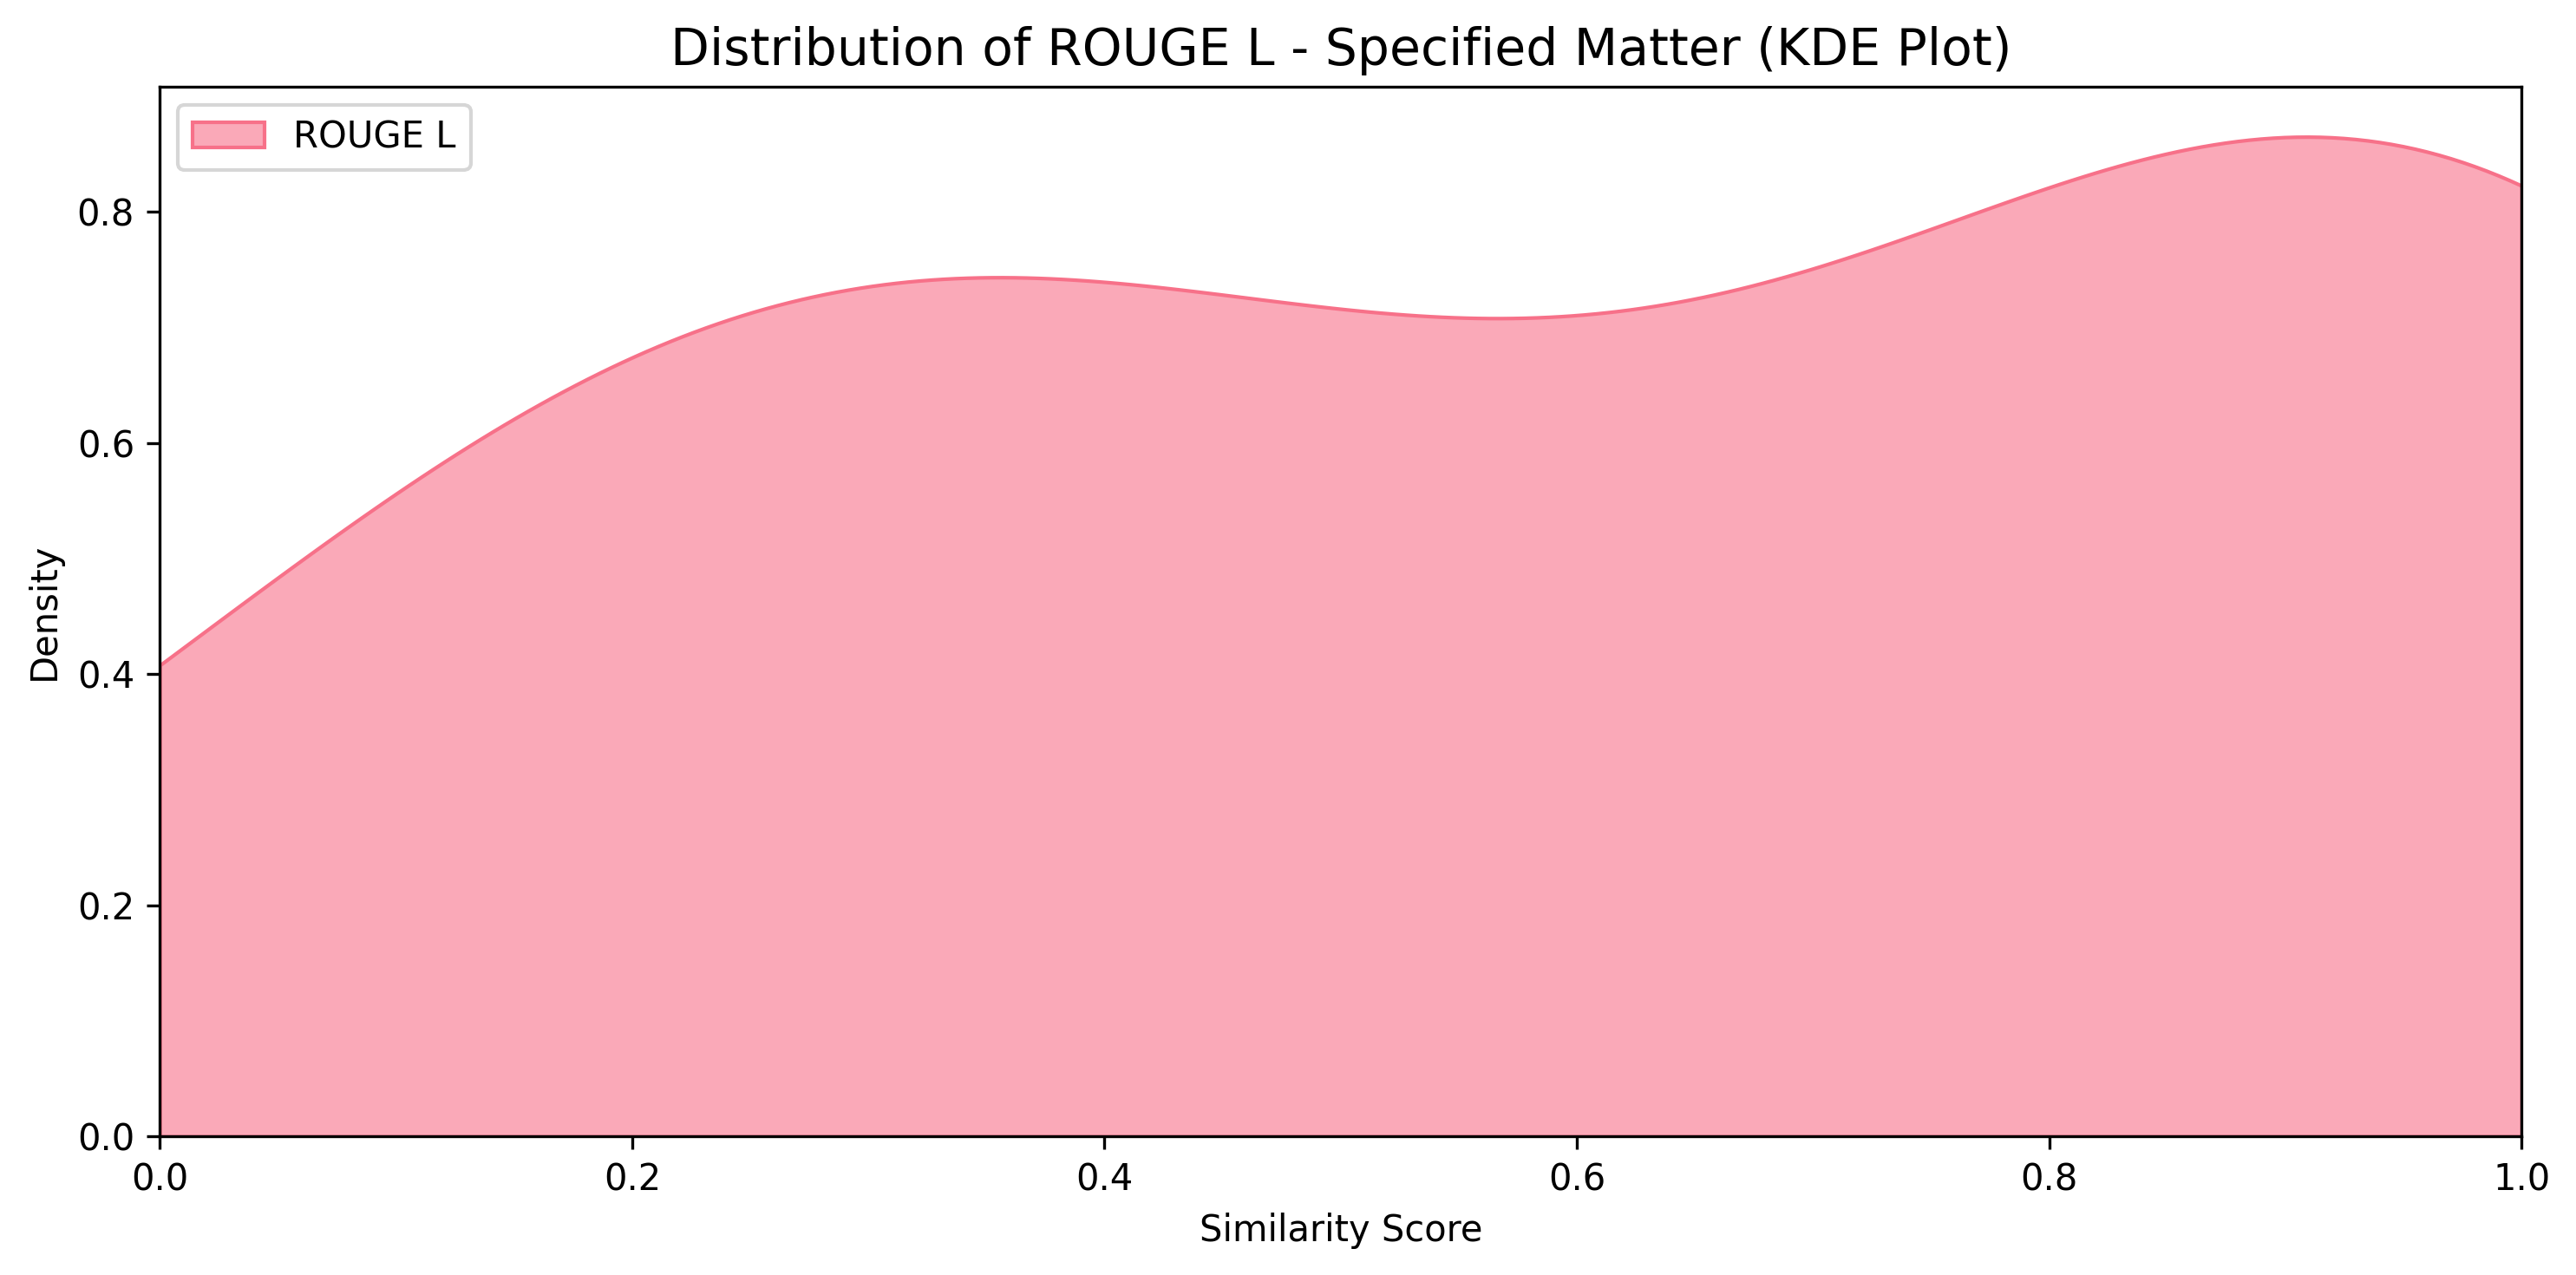 Distribution of ROUGE L - Specified Matter (KDE Plot)
ROUGE L
Density
0.8
0.6
0.4
0.2
0.0
0.0 0.2 0.4 0.6 0.8 1.0
Similarity Score